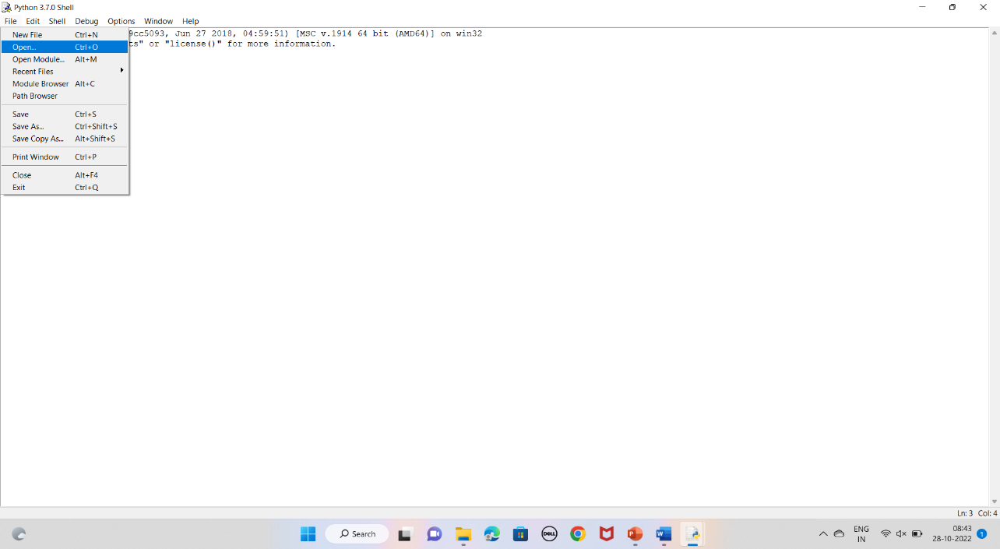 Python 3.7.0 Shell
File Edit Shell Debug Options Window Help
9cc5093, Jun 27 2018, 04:59:51) [MSC v.1914 64 bit (AMD64)] on win32
ts" or "license()" for more information.
New File Ctrl+N
Open... Ctrl+O
Open Module... Alt+M
Recent Files
Module Browser Alt+C
Path Browser
Save Ctrl+S
Save As... Ctrl+Shift+S
Save Copy As... Alt+Shift+S
Print Window Ctrl+P
Close Alt+F4
Exit Ctrl+Q
Ln: 3 Col: 4
Search
DELL
P
W
ENG
IN
08:43
28-10-2022
1